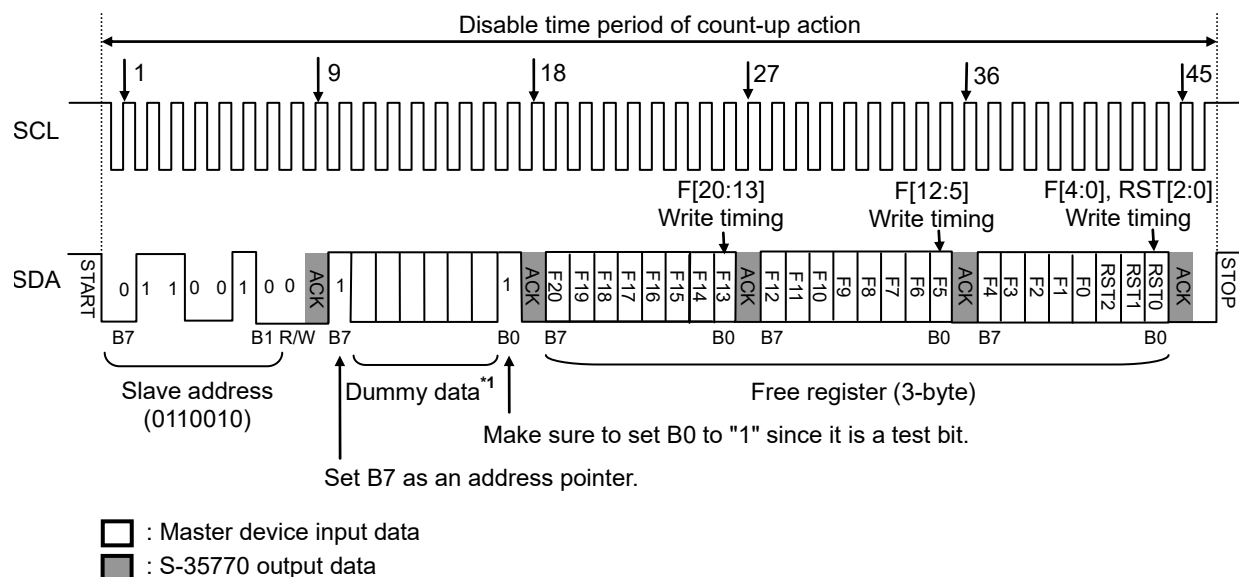 Disable time period of count-up action
1 9 18 27 36 45
SCL
F[20:13] F[12:5] F[4:0], RST[2:0]
Write timing Write timing Write timing
SDA
START 0 1 1 0 0 1 0 0 ACK 1 1 ACK F20 F19 F18 F17 F16 F15 F14 F13 ACK F12 F11 F10 F9 F8 F7 F6 F5 ACK F4 F3 F2 F1 F0 RST2 RST1 RST0 ACK STOP
B7 B1 R/W B7 B0 B7 B0 B7 B0 B0
Slave address Dummy data*1 Free register (3-byte)
(0110010)
Make sure to set B0 to "1" since it is a test bit.
Set B7 as an address pointer.
: Master device input data
: S-35770 output data